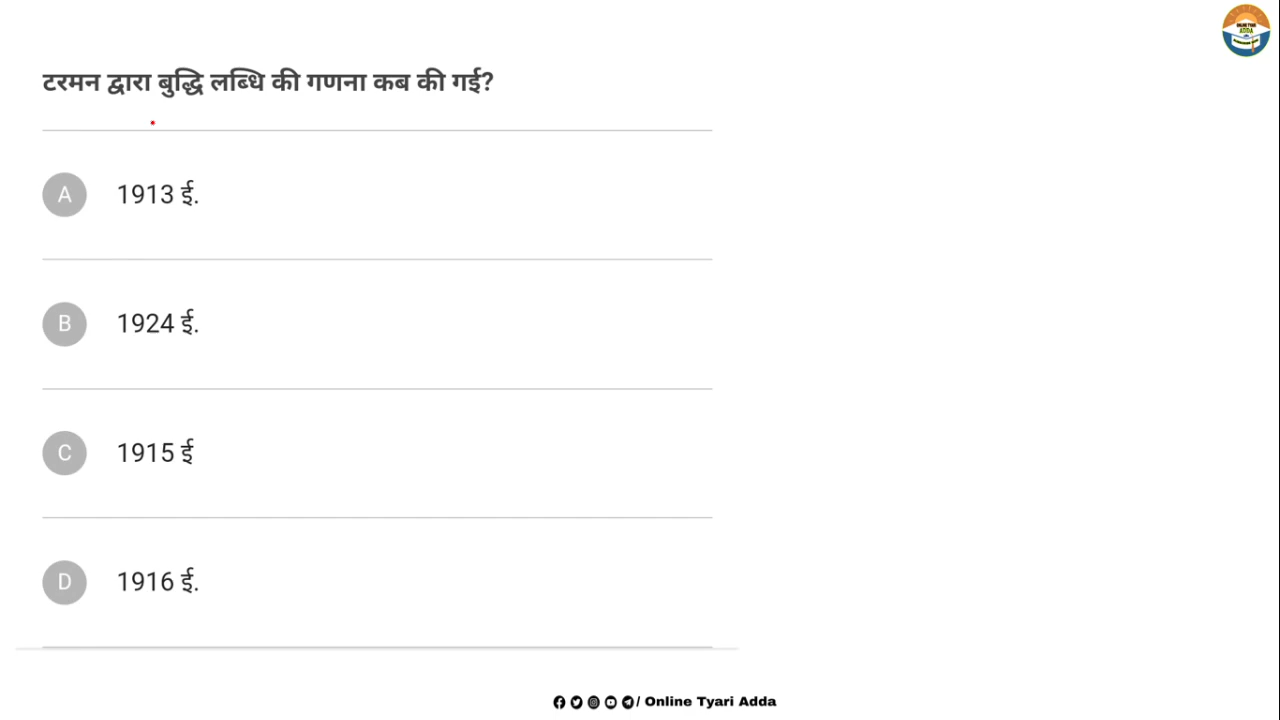 टरमन द्वारा बुद्धि लब्धि की गणना कब की गई?
A 1913 ई.
B 1924 ई.
C 1915 ई
D 1916 ई.
/ Online Tyari Adda